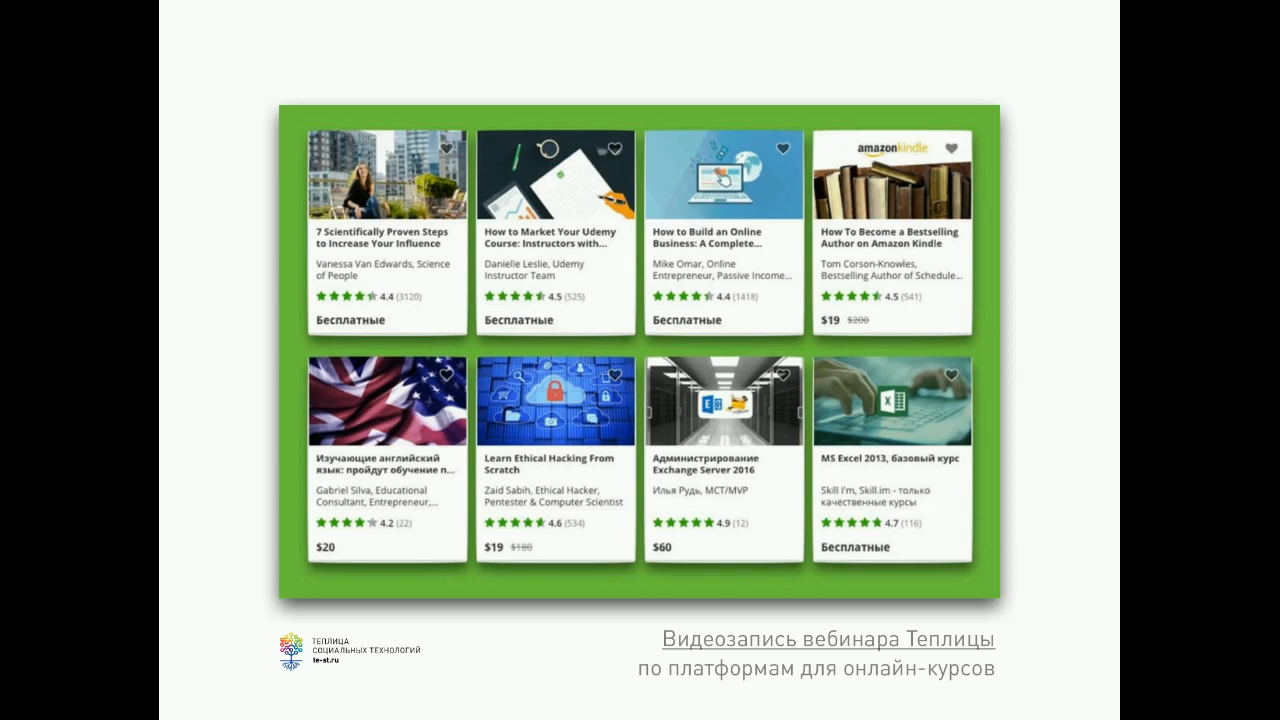 amazonkindle
7 Scientifically Proven Steps
to Increase Your Influence
Vanessa Van Edwards, Science
of People
4.4 (3120)
Бесплатные
How to Market Your Udemy
Course: Instructors with...
Danielle Leslie, Udemy
Instructor Team
4.5 (525)
Бесплатные
How to Build an Online
Business: A Complete...
Mike Omar, Online
Entrepreneur, Passive Income...
4.4 (1418)
Бесплатные
How To Become a Bestselling
Author on Amazon Kindle
Tom Corson-Knowles,
Bestselling Author of Schedule...
4.5 (541)
$19 $200
Изучающие английский
язык: пройдут обучение п...
Gabriel Silva, Educational
Consultant, Entrepreneur,...
4.2 (22)
$20
Learn Ethical Hacking From
Scratch
Zaid Sabih, Ethical Hacker,
Pentester & Computer Scientist
4.6 (534)
$19 $180
Администрирование
Exchange Server 2016
Илья Рудь, MCT/MVP
4.9 (12)
$60
MS Excel 2013, базовый курс
Skill I'm, Skill.im - только
качественные курсы
4.7 (116)
Бесплатные
ТЕПЛИЦА
СОЦИАЛЬНЫХ ТЕХНОЛОГИЙ
te-st.ru
Видеозапись вебинара Теплицы
по платформам для онлайн-курсов